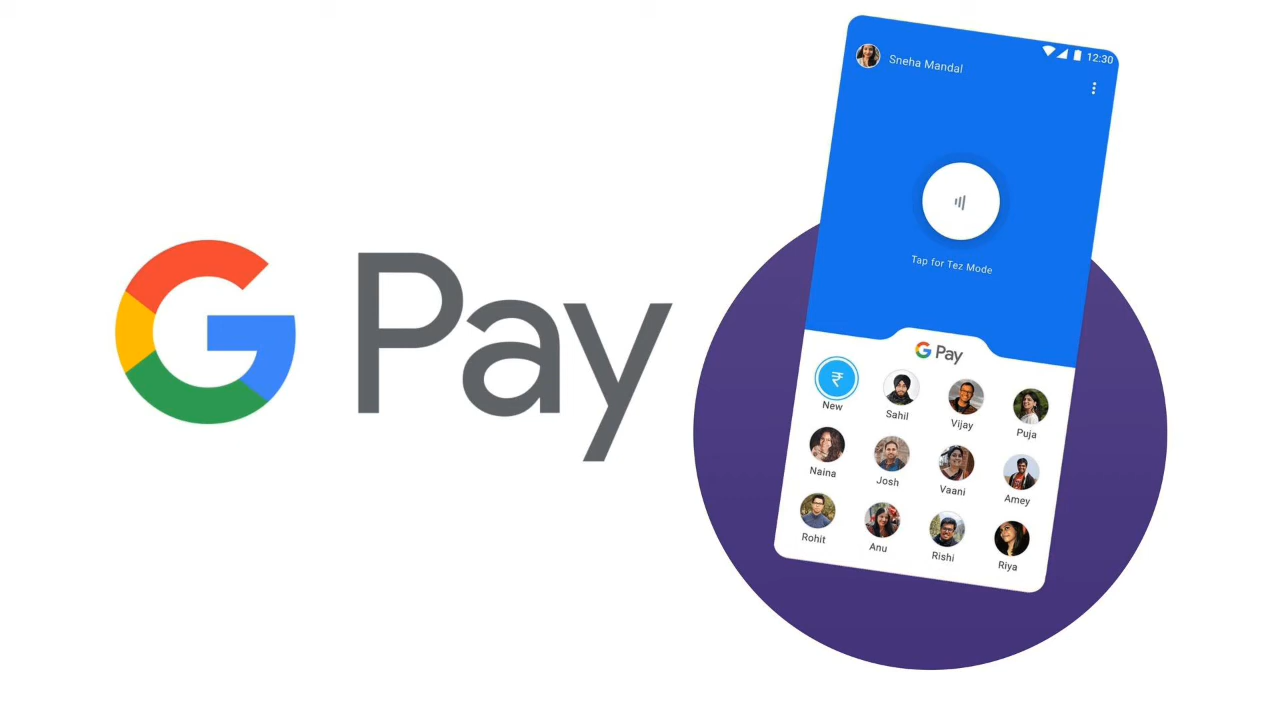 G Pay
Sneha Mandal
12:30
Tap for Tez Mode
G Pay
₹
New
Sahil
Vijay
Puja
Naina
Josh
Vaani
Amey
Rohit
Anu
Rishi
Riya